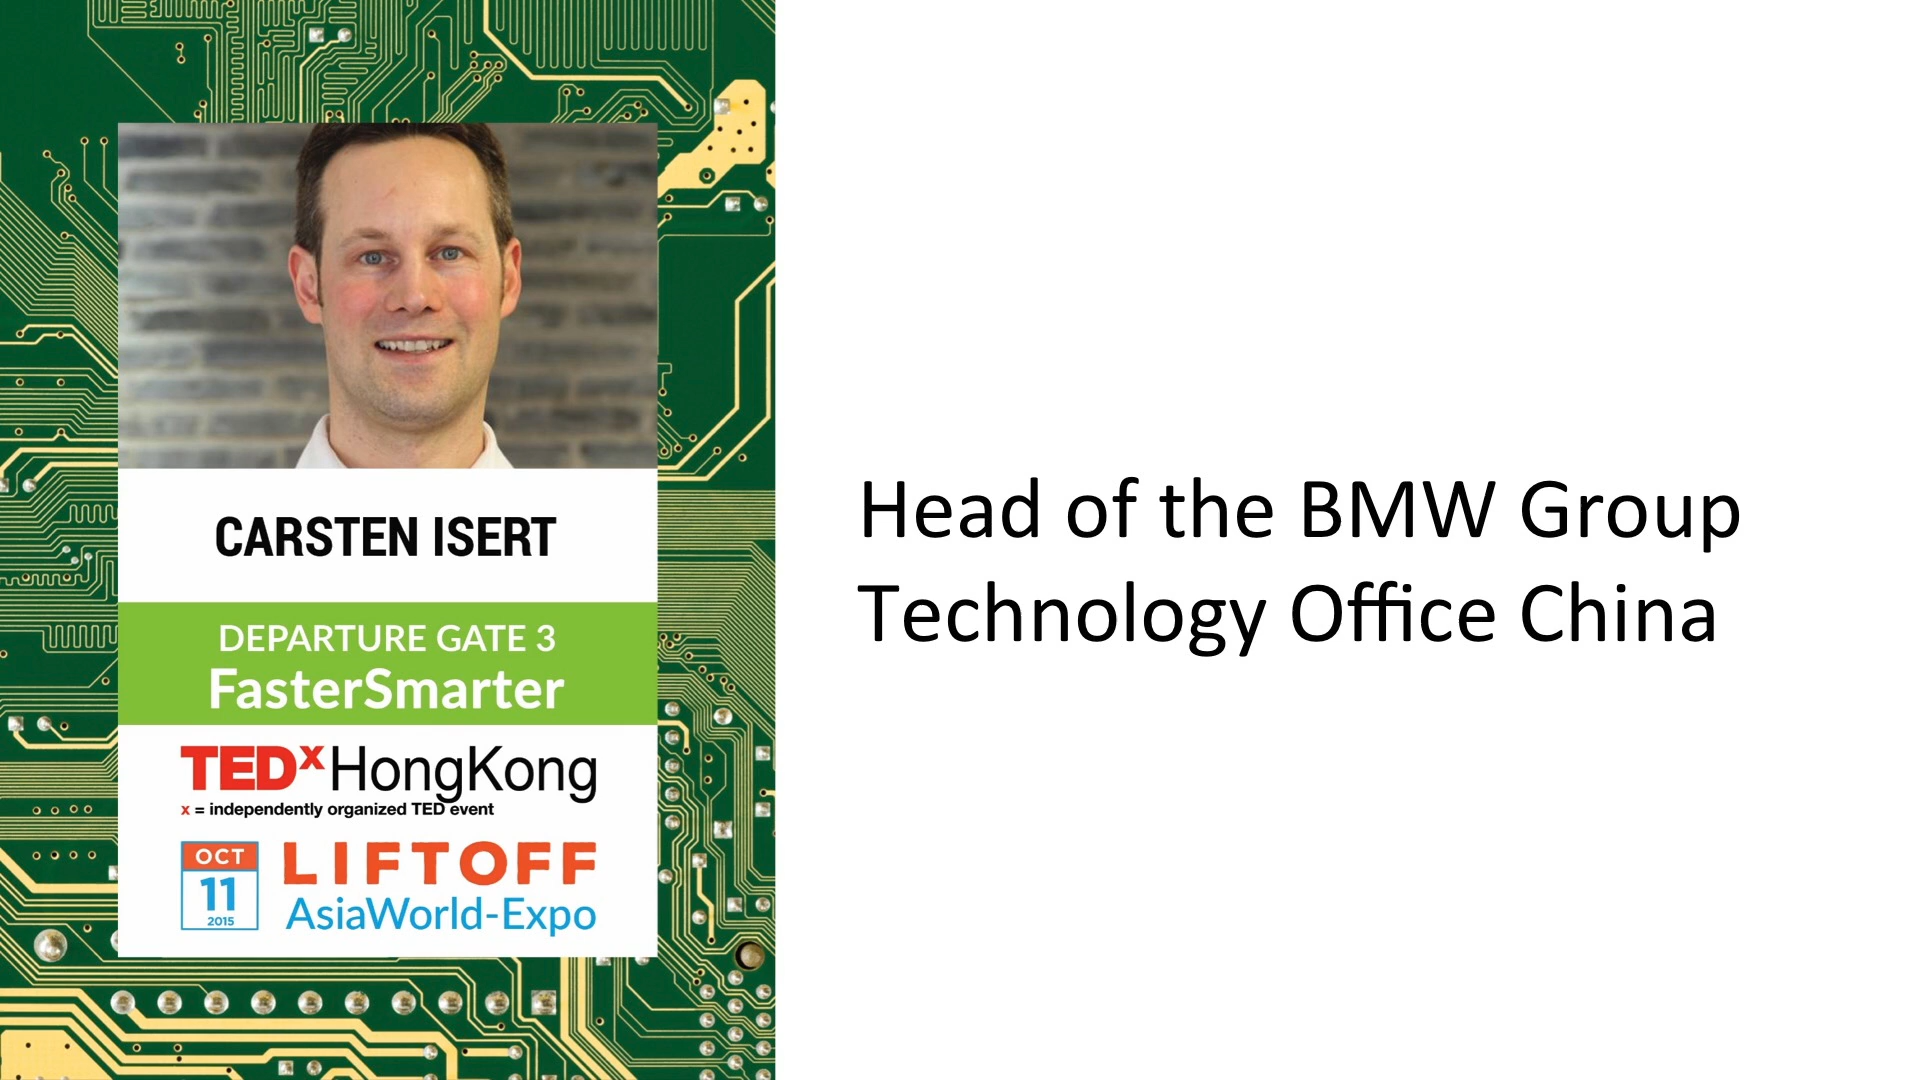 CARSTEN ISERT
DEPARTURE GATE 3
FasterSmarter
TEDxHongKong
x = independently organized TED event
OCT
11
2015
LIFTOFF
AsiaWorld-Expo
Head of the BMW Group
Technology Office China